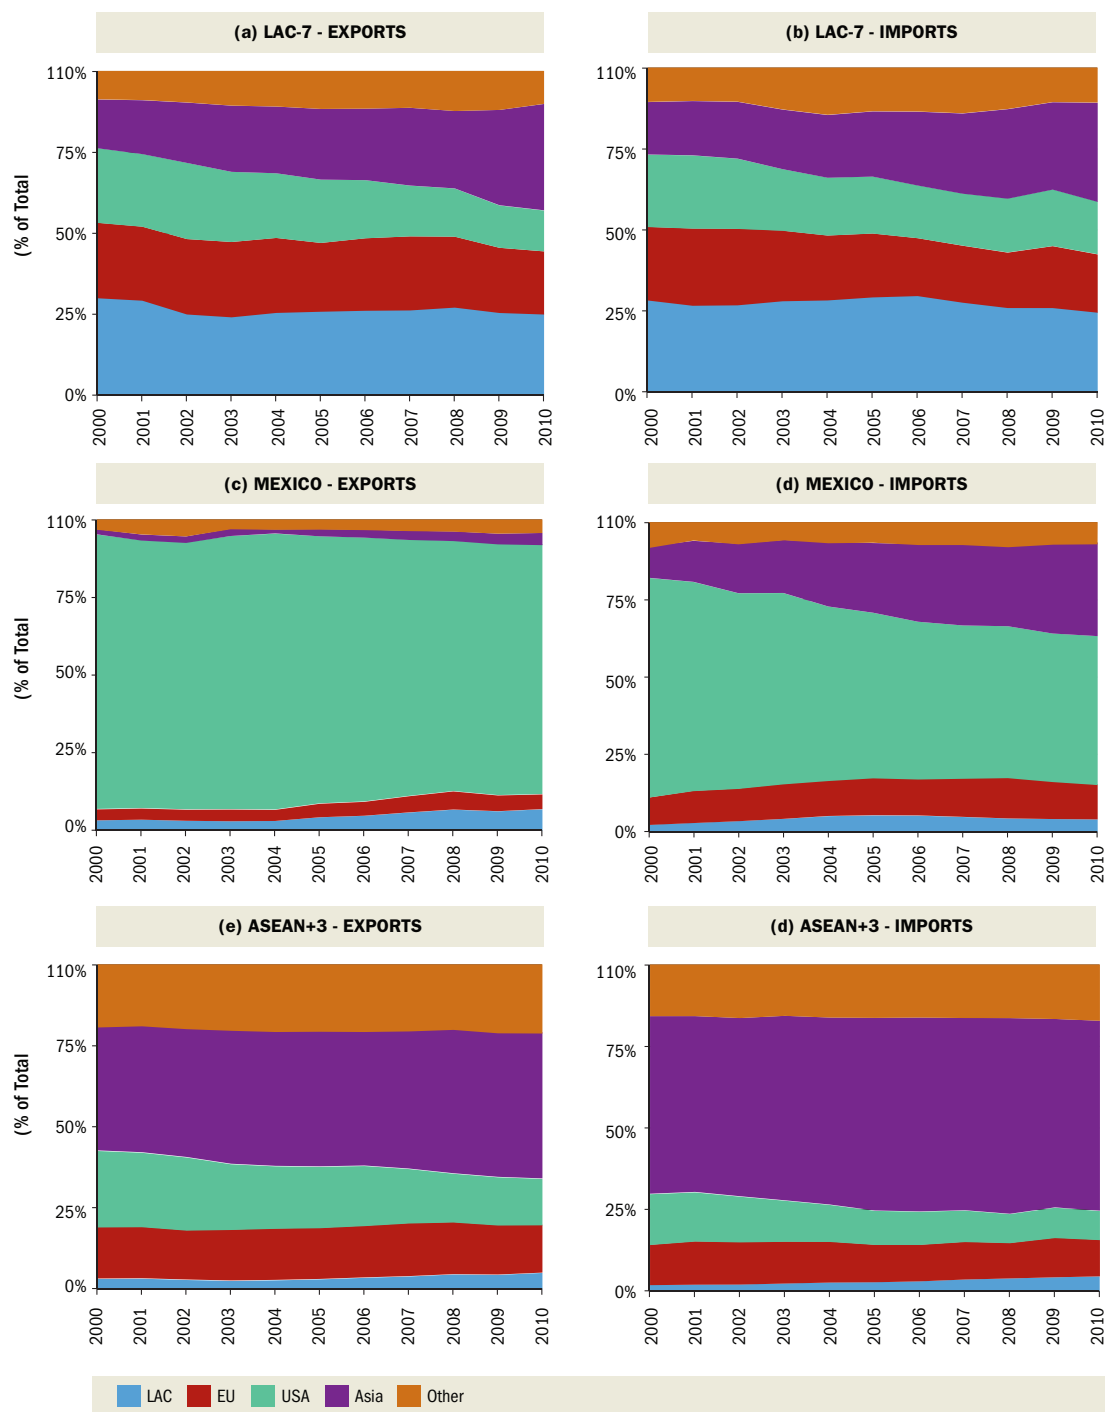 (a) LAC-7 - EXPORTS
(b) LAC-7 - IMPORTS
(% of Total
110%
75%
50%
25%
0%
2000 2001 2002 2003 2004 2005 2006 2007 2008 2009 2010
110%
75%
50%
25%
0%
2000 2001 2002 2003 2004 2005 2006 2007 2008 2009 2010
(c) MEXICO - EXPORTS
(d) MEXICO - IMPORTS
(% of Total
110%
75%
50%
25%
0%
2000 2001 2002 2003 2004 2005 2006 2007 2008 2009 2010
110%
75%
50%
25%
0%
2000 2001 2002 2003 2004 2005 2006 2007 2008 2009 2010
(e) ASEAN+3 - EXPORTS
(d) ASEAN+3 - IMPORTS
(% of Total
110%
75%
50%
25%
0%
2000 2001 2002 2003 2004 2005 2006 2007 2008 2009 2010
110%
75%
50%
25%
0%
2000 2001 2002 2003 2004 2005 2006 2007 2008 2009 2010
LAC EU USA Asia Other